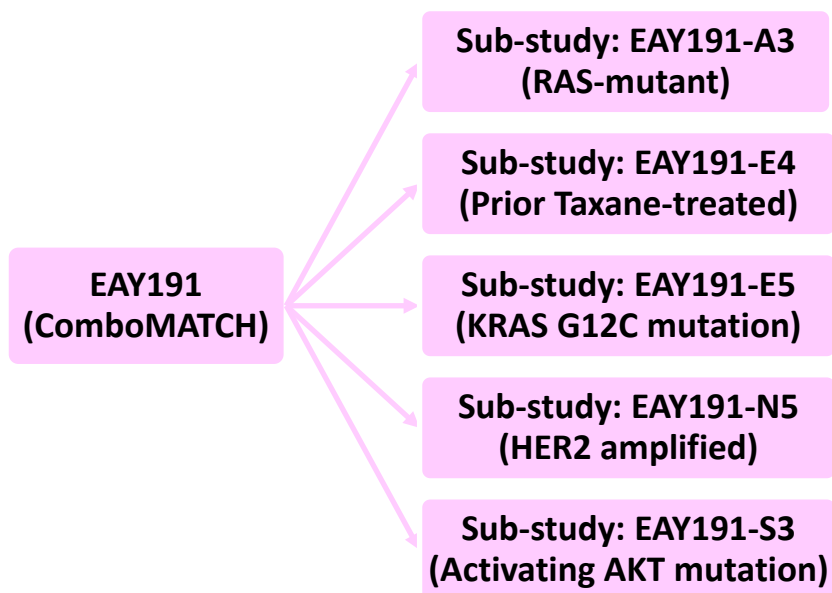 Sub-study: EAY191-A3
(RAS-mutant)
Sub-study: EAY191-E4
(Prior Taxane-treated)
EAY191
(ComboMATCH)
Sub-study: EAY191-E5
(KRAS G12C mutation)
Sub-study: EAY191-N5
(HER2 amplified)
Sub-study: EAY191-S3
(Activating AKT mutation)